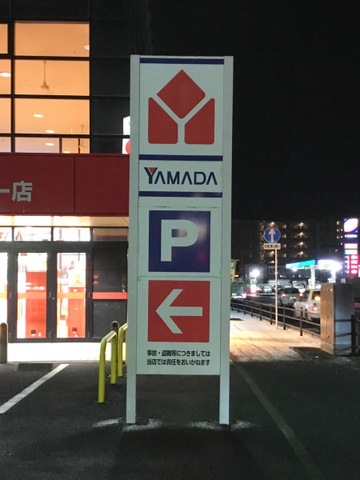 YAMADA
P
事故・盗難等につきましては
当店では責任をおいかねます
ー店